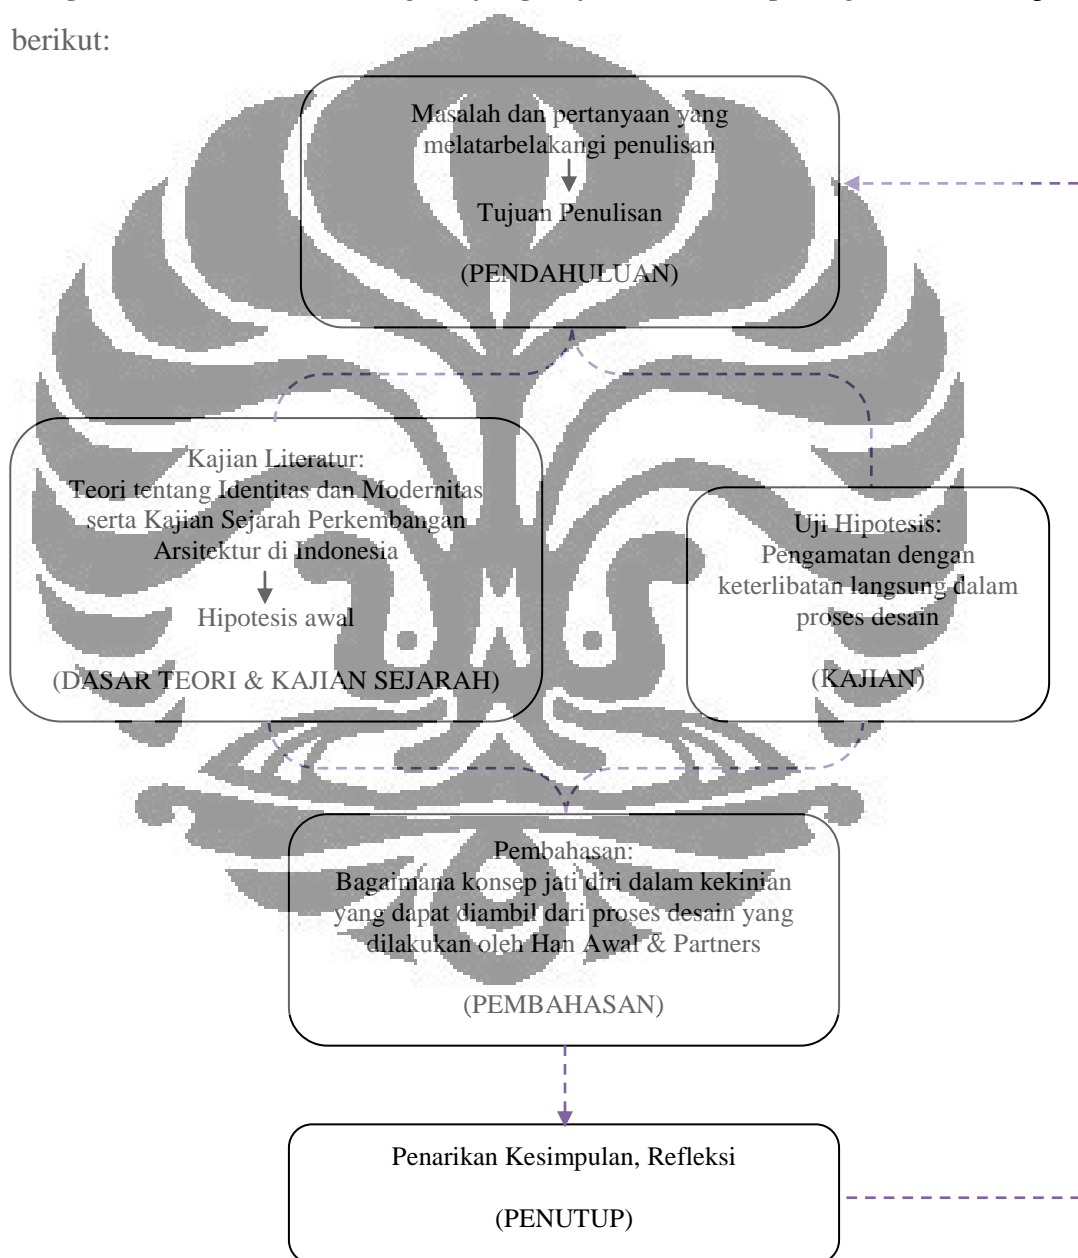 berikut:
Masalah dan pertanyaan yang
melatarbelakangi penulisan
Tujuan Penulisan
(PENDAHULUAN)
Kajian Literatur:
Teori tentang Identitas dan Modernitas
serta Kajian Sejarah Perkembangan
Arsitektur di Indonesia
Hipotesis awal
(DASAR TEORI & KAJIAN SEJARAH)
Uji Hipotesis:
Pengamatan dengan
keterlibatan langsung dalam
proses desain
(KAJIAN)
Pembahasan:
Bagaimana konsep jati diri dalam kekinian
yang dapat diambil dari proses desain yang
dilakukan oleh Han Awal & Partners
(PEMBAHASAN)
Penarikan Kesimpulan, Refleksi
(PENUTUP)